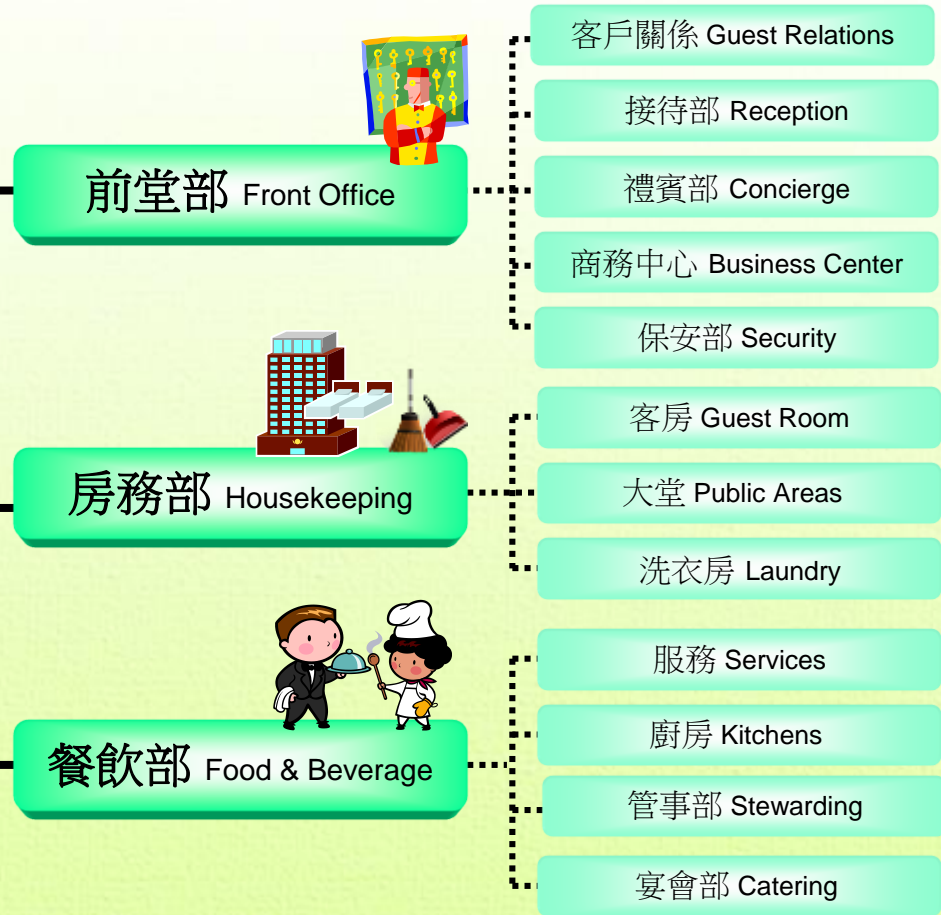 前堂部 Front Office
客戶關係 Guest Relations
接待部 Reception
禮賓部 Concierge
商務中心 Business Center
保安部 Security
房務部 Housekeeping
客房 Guest Room
大堂 Public Areas
洗衣房 Laundry
餐飲部 Food & Beverage
服務 Services
廚房 Kitchens
管事部 Stewarding
宴會部 Catering